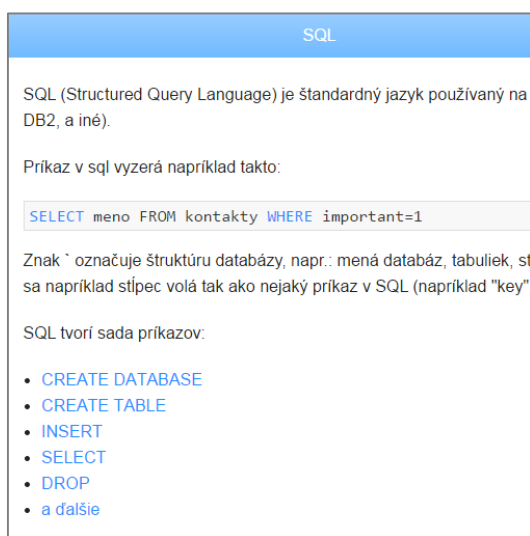 SQL
SQL (Structured Query Language) je štandardný jazyk používaný na
DB2, a iné).
Príkaz v sql vyzerá napríklad takto:
SELECT meno FROM kontakty WHERE important=1
Znak ` označuje štruktúru databázy, napr.: mená databáz, tabuliek, st
sa napríklad stĺpec volá tak ako nejaký príkaz v SQL (napríklad "key"
SQL tvorí sada príkazov:
• CREATE DATABASE
• CREATE TABLE
• INSERT
• SELECT
• DROP
• a ďalšie